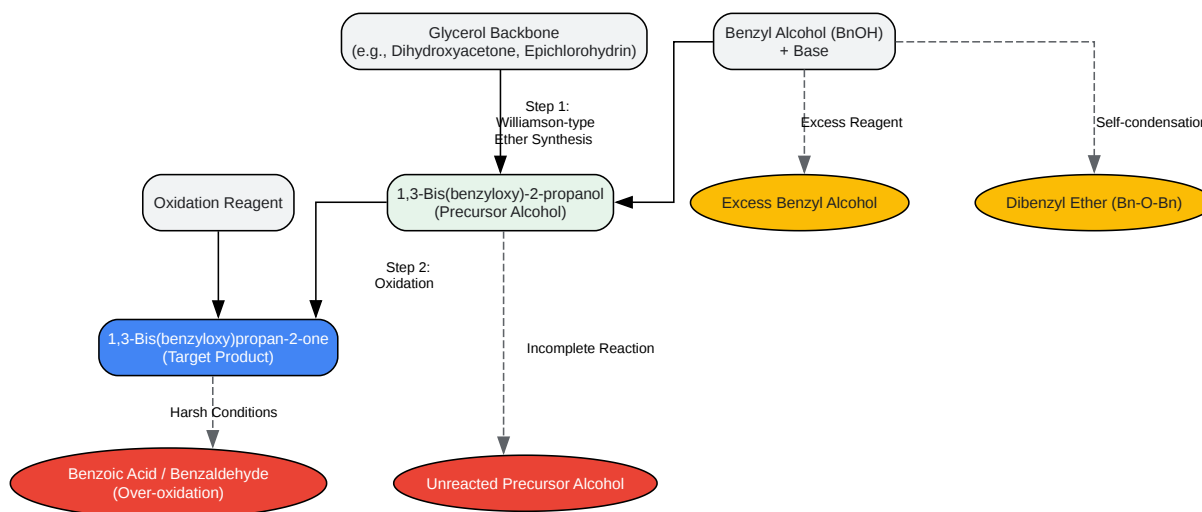 Glycerol Backbone
(e.g., Dihydroxyacetone, Epichlorohydrin)
Benzyl Alcohol (BnOH)
+ Base
Step 1:
Williamson-type
Ether Synthesis
Excess Reagent
Self-condensation
Oxidation Reagent
1,3-Bis(benzyloxy)-2-propanol
(Precursor Alcohol)
Excess Benzyl Alcohol
Dibenzyl Ether (Bn-O-Bn)
Step 2:
Oxidation
1,3-Bis(benzyloxy)propan-2-one
(Target Product)
Incomplete Reaction
Harsh Conditions
Benzoic Acid / Benzaldehyde
(Over-oxidation)
Unreacted Precursor Alcohol